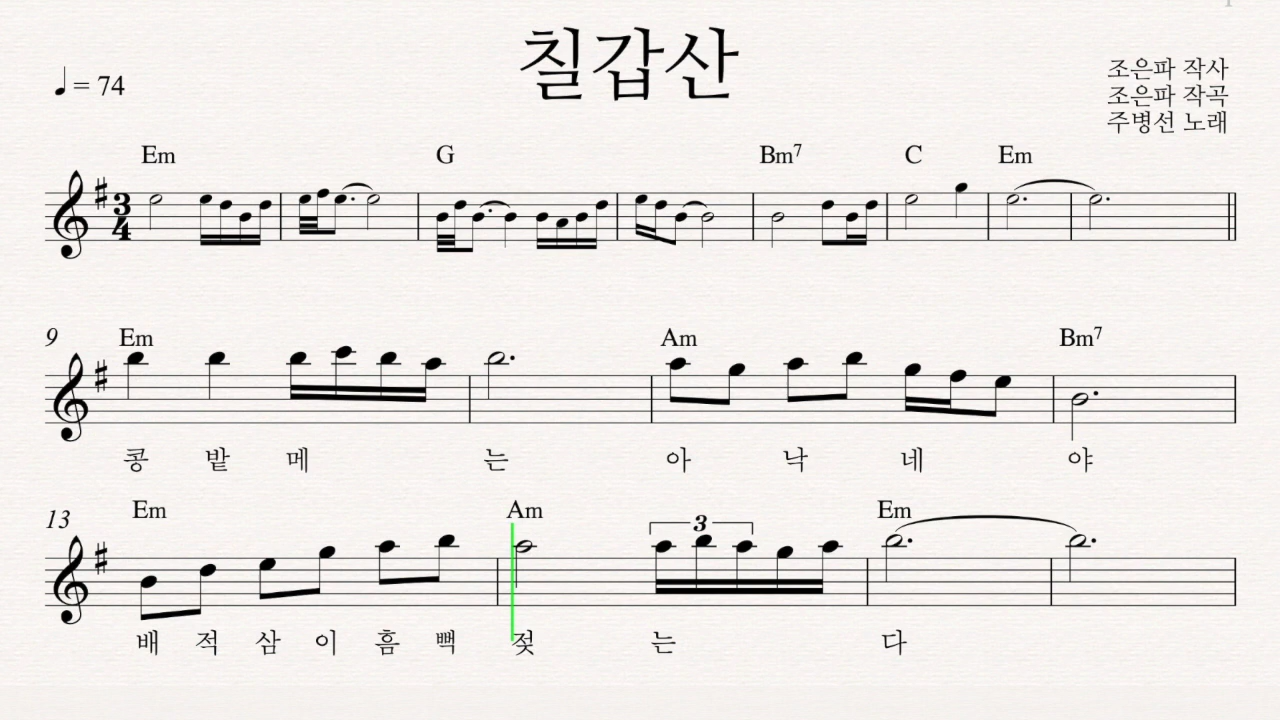 칠갑산
♩= 74
조은파 작사
조은파 작곡
주병선 노래
Em G Bm7 C Em
3
4
9 Em Am Bm7
콩 밭 메 는 아 낙 네 야
13 Em Am 3 Em
배 적 삼 이 흠 뻑 젖 는 다